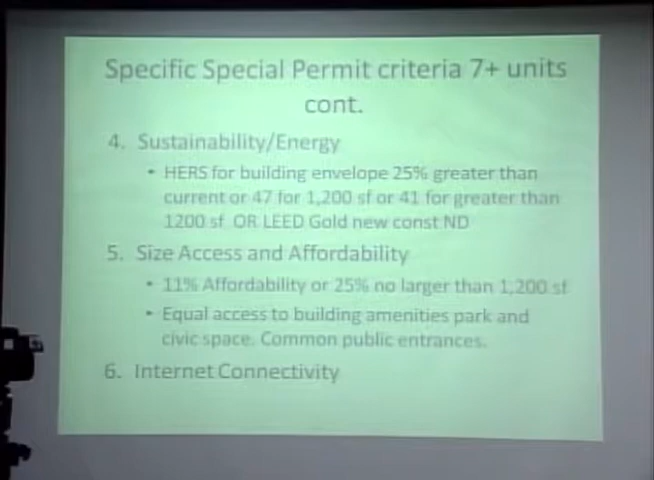 Specific Special Permit criteria 7+ units
cont.
4. Sustainability/Energy
• HERS for building envelope 25% greater than
current or 47 for 1,200 sf or 41 for greater than
1200 sf OR LEED Gold new const ND
5. Size Access and Affordability
• 11% Affordability or 25% no larger than 1,200 sf
• Equal access to building amenities park and
civic space. Common public entrances.
6. Internet Connectivity